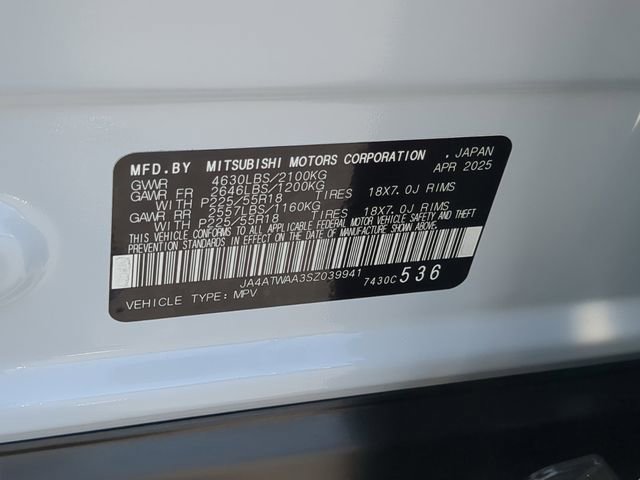 MFD.BY MITSUBISHI MOTORS CORPORATION , JAPAN
GVWR 4630LBS/2100KG APR 2025
GAWR FR 2646LBS/1200KG
WITH P225/55R18 TIRES 18X7.0J RIMS
GAWR RR 2557LBS/1160KG
WITH P225/55R18 TIRES 18X7.0J RIMS
THIS VEHICLE CONFORMS TO ALL APPLICABLE FEDERAL MOTOR VEHICLE SAFETY AND THEFT
PREVENTION STANDARDS IN EFFECT ON THE DATE OF MANUFACTURE SHOWN ABOVE.
JA4ATWAA3SZ039941 7430C 536
VEHICLE TYPE: MPV